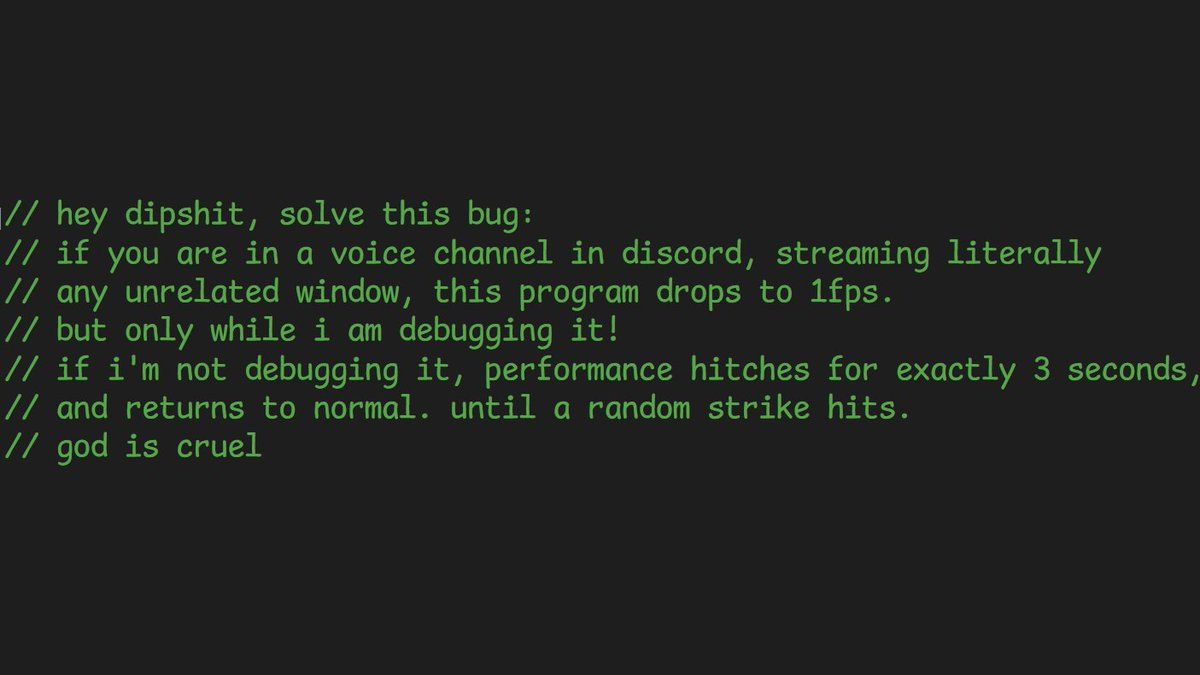 // hey dipshit, solve this bug:
// if you are in a voice channel in discord, streaming literally
// any unrelated window, this program drops to 1fps.
// but only while i am debugging it!
// if i'm not debugging it, performance hitches for exactly 3 seconds,
// and returns to normal. until a random strike hits.
// god is cruel